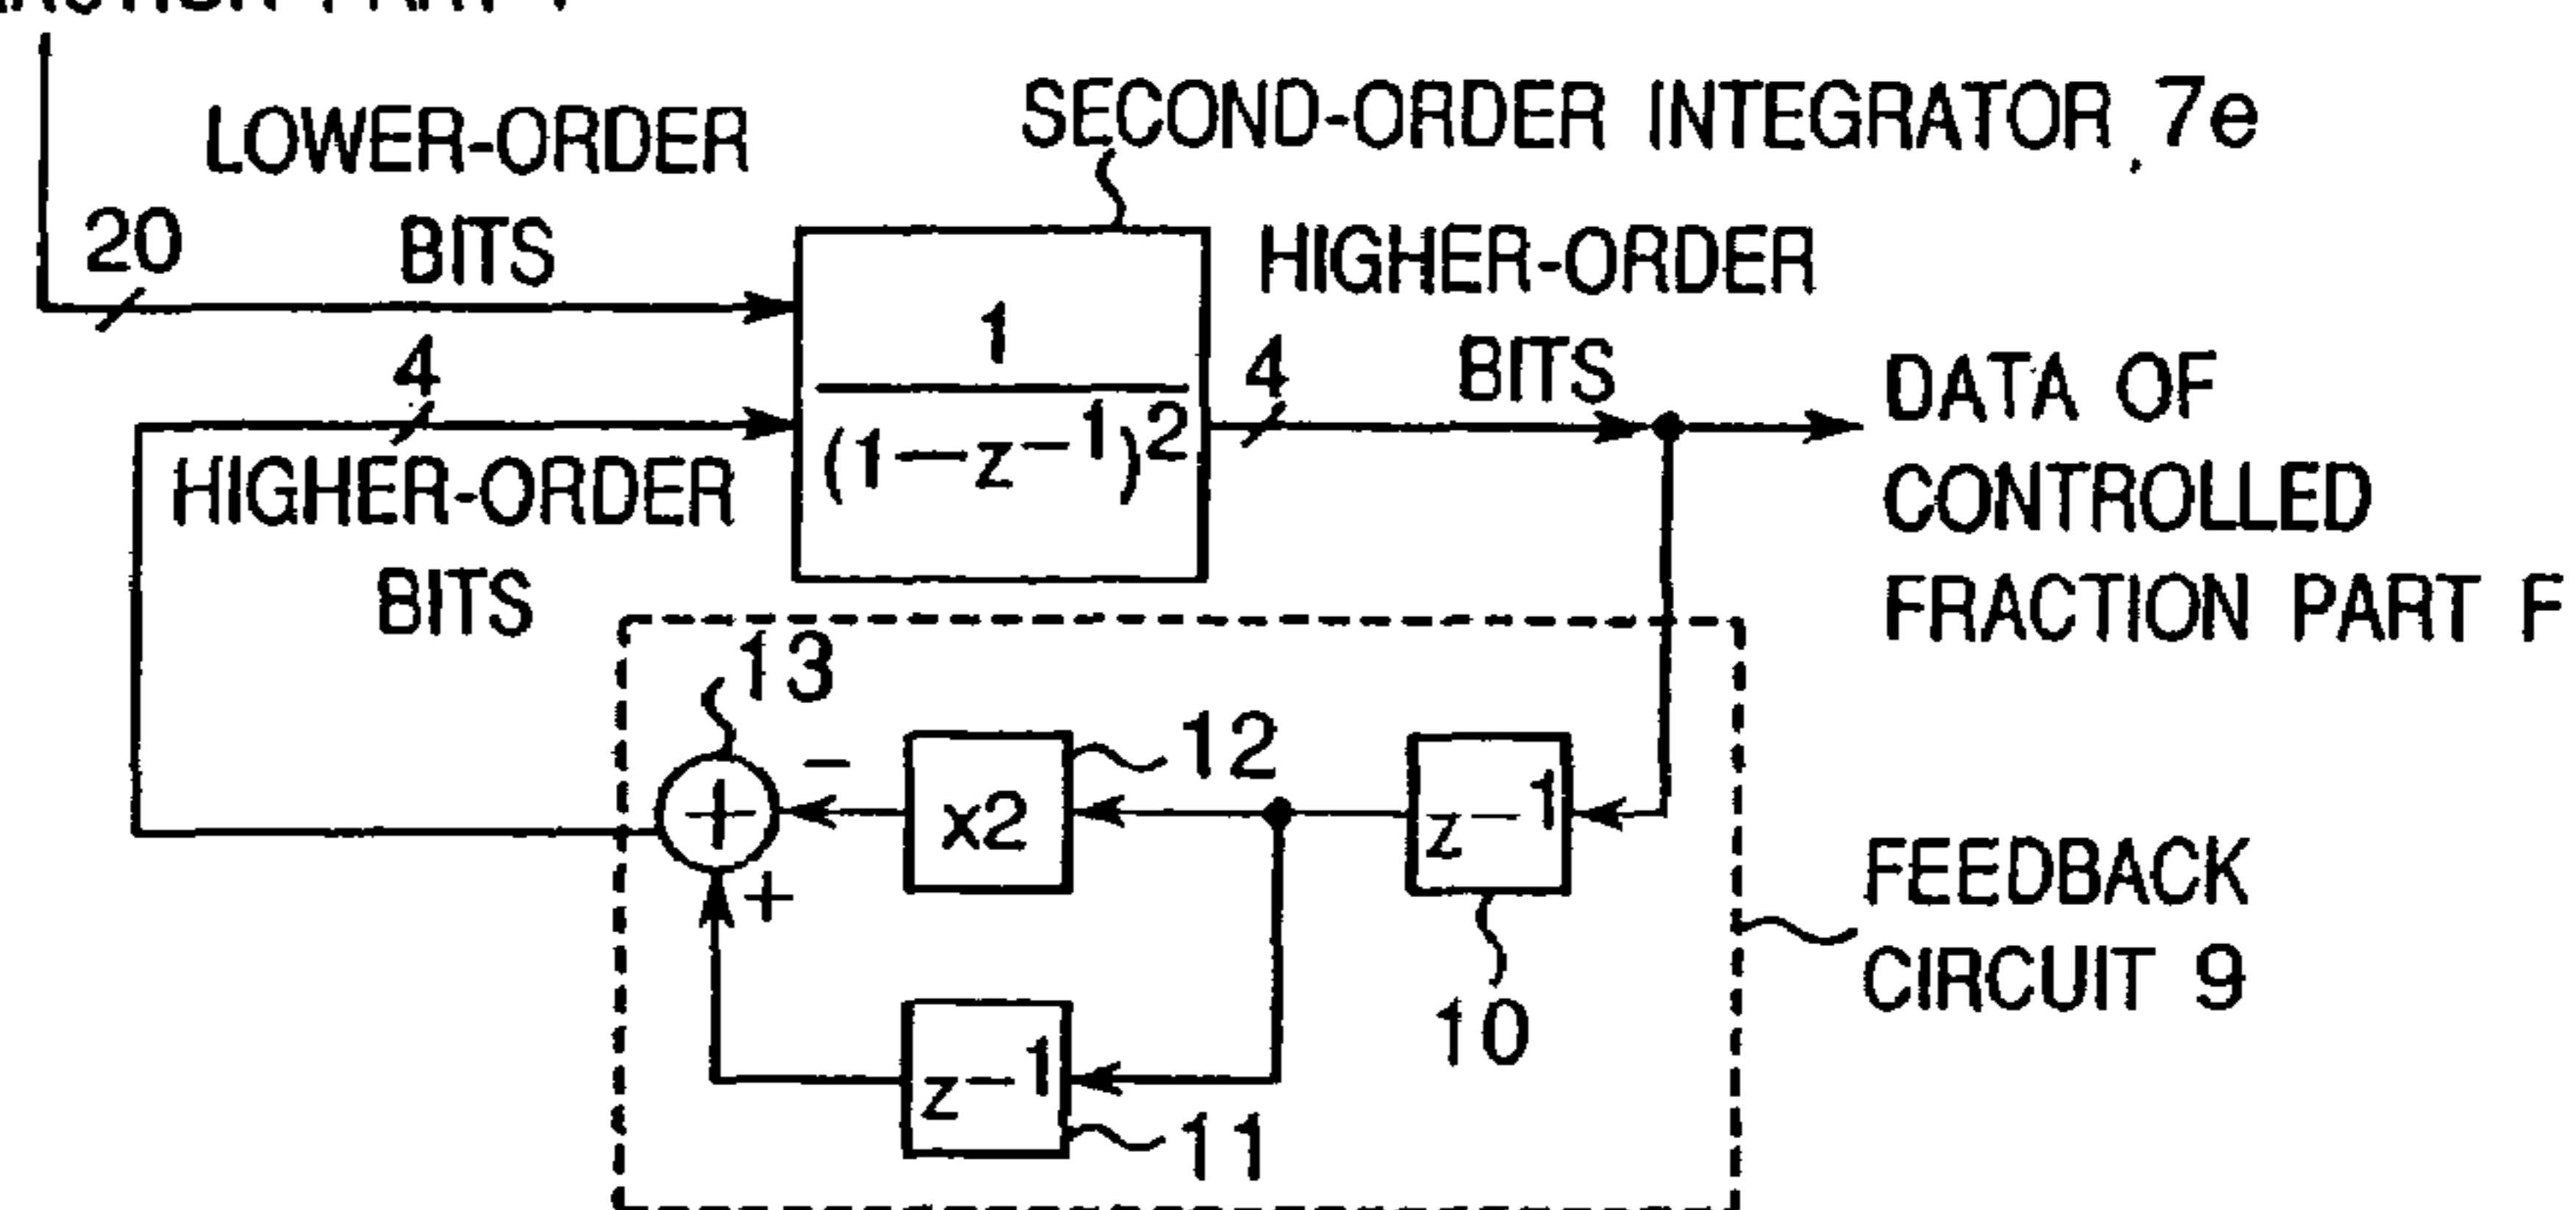 PART
SECOND-ORDER INTEGRATOR 7e
LOWER-ORDER
BITS
20
HIGHER-ORDER
BITS
4
HIGHER-ORDER
BITS
1
(1−z−1)2
4
DATA OF
CONTROLLED
FRACTION PART F
13
−
+
+
x2
12
z−1
10
z−1
11
FEEDBACK
CIRCUIT 9